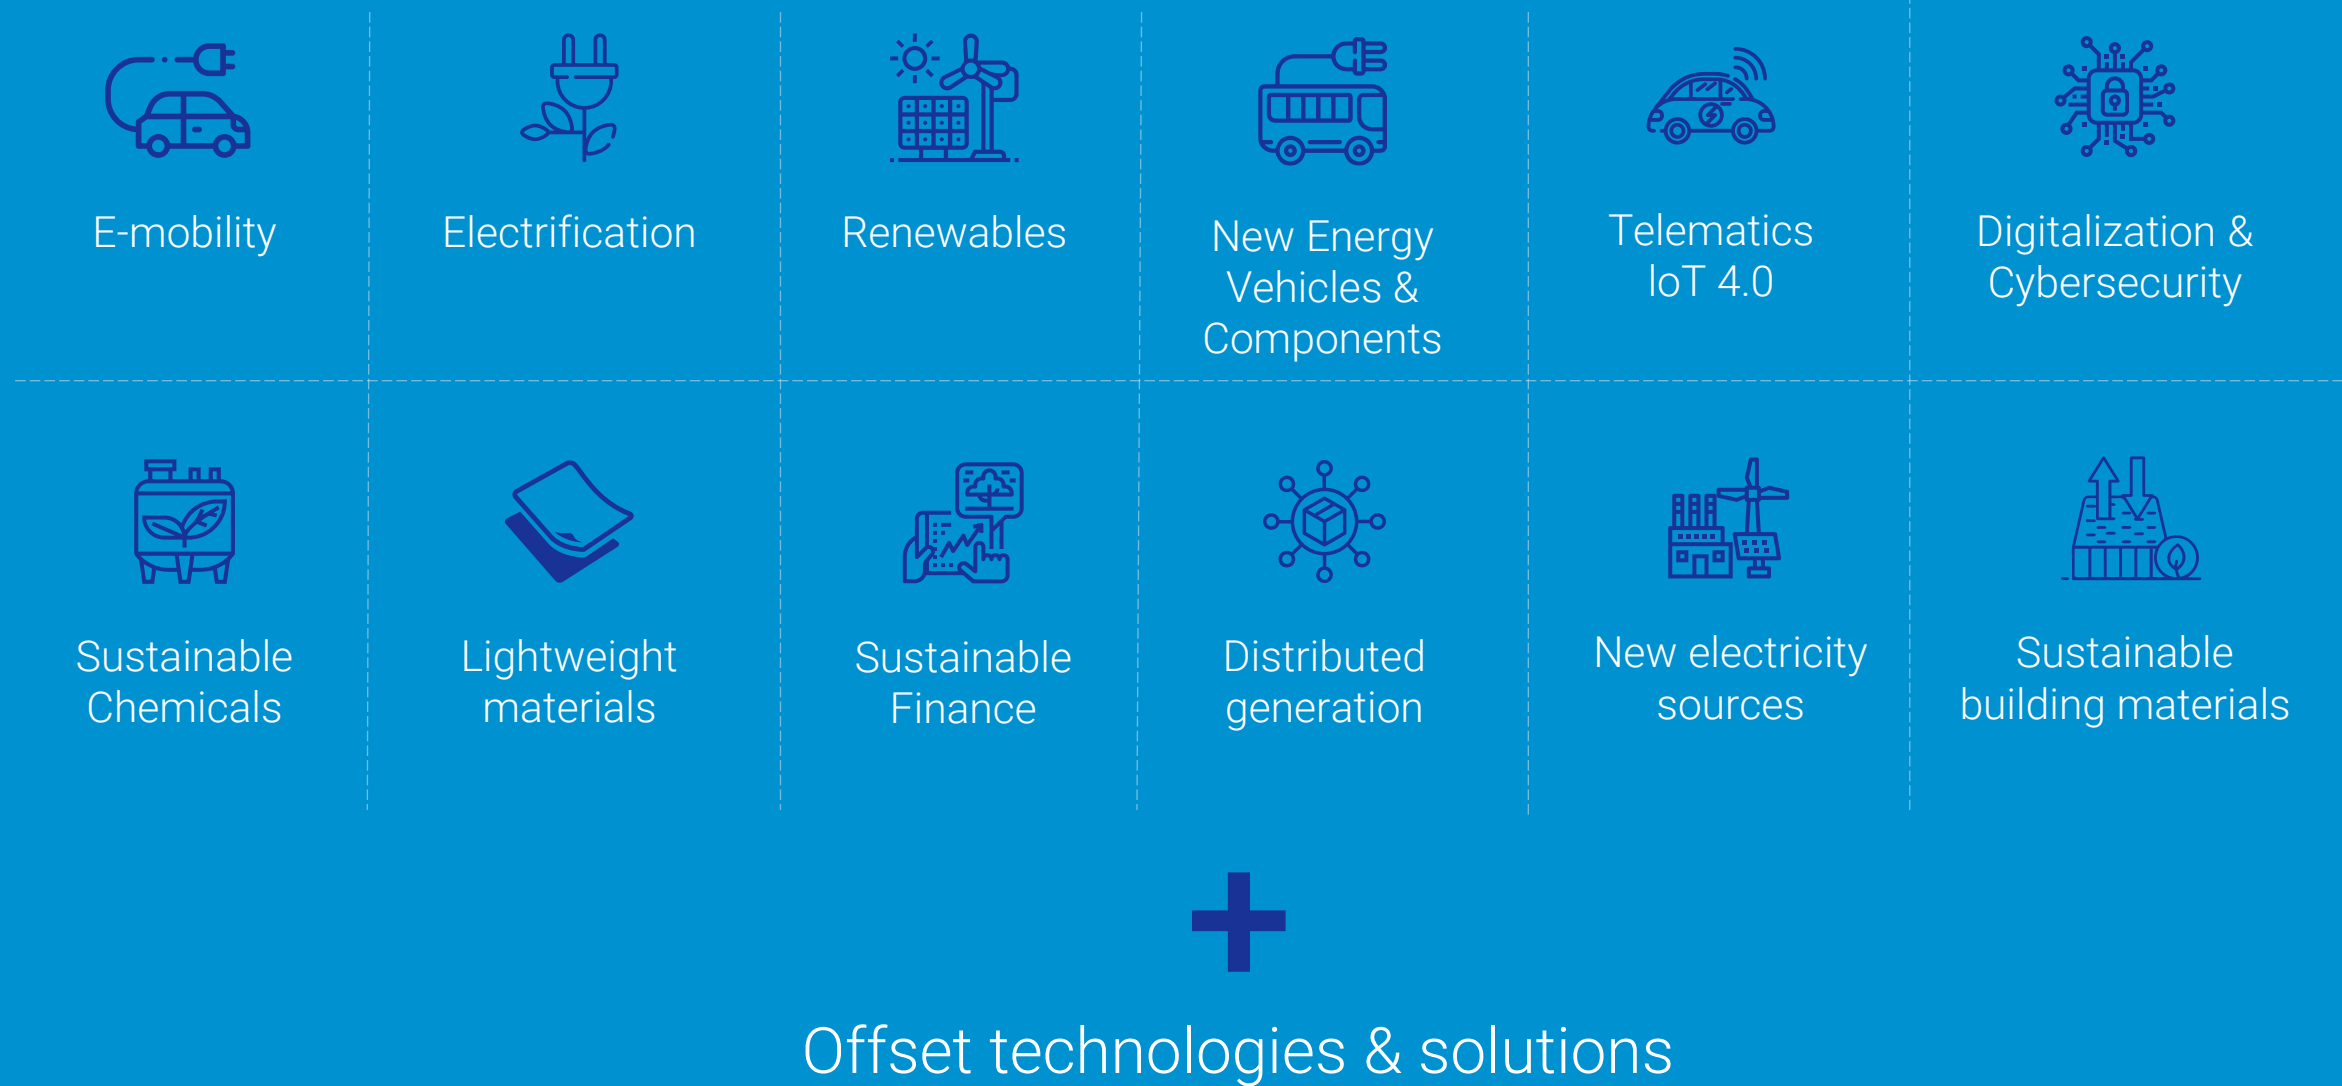 E-mobility
Electrification
Renewables
New Energy
Vehicles &
Components
Telematics
IoT 4.0
Digitalization &
Cybersecurity
Sustainable
Chemicals
Lightweight
materials
Sustainable
Finance
Distributed
generation
New electricity
sources
Sustainable
building materials
Offset technologies & solutions